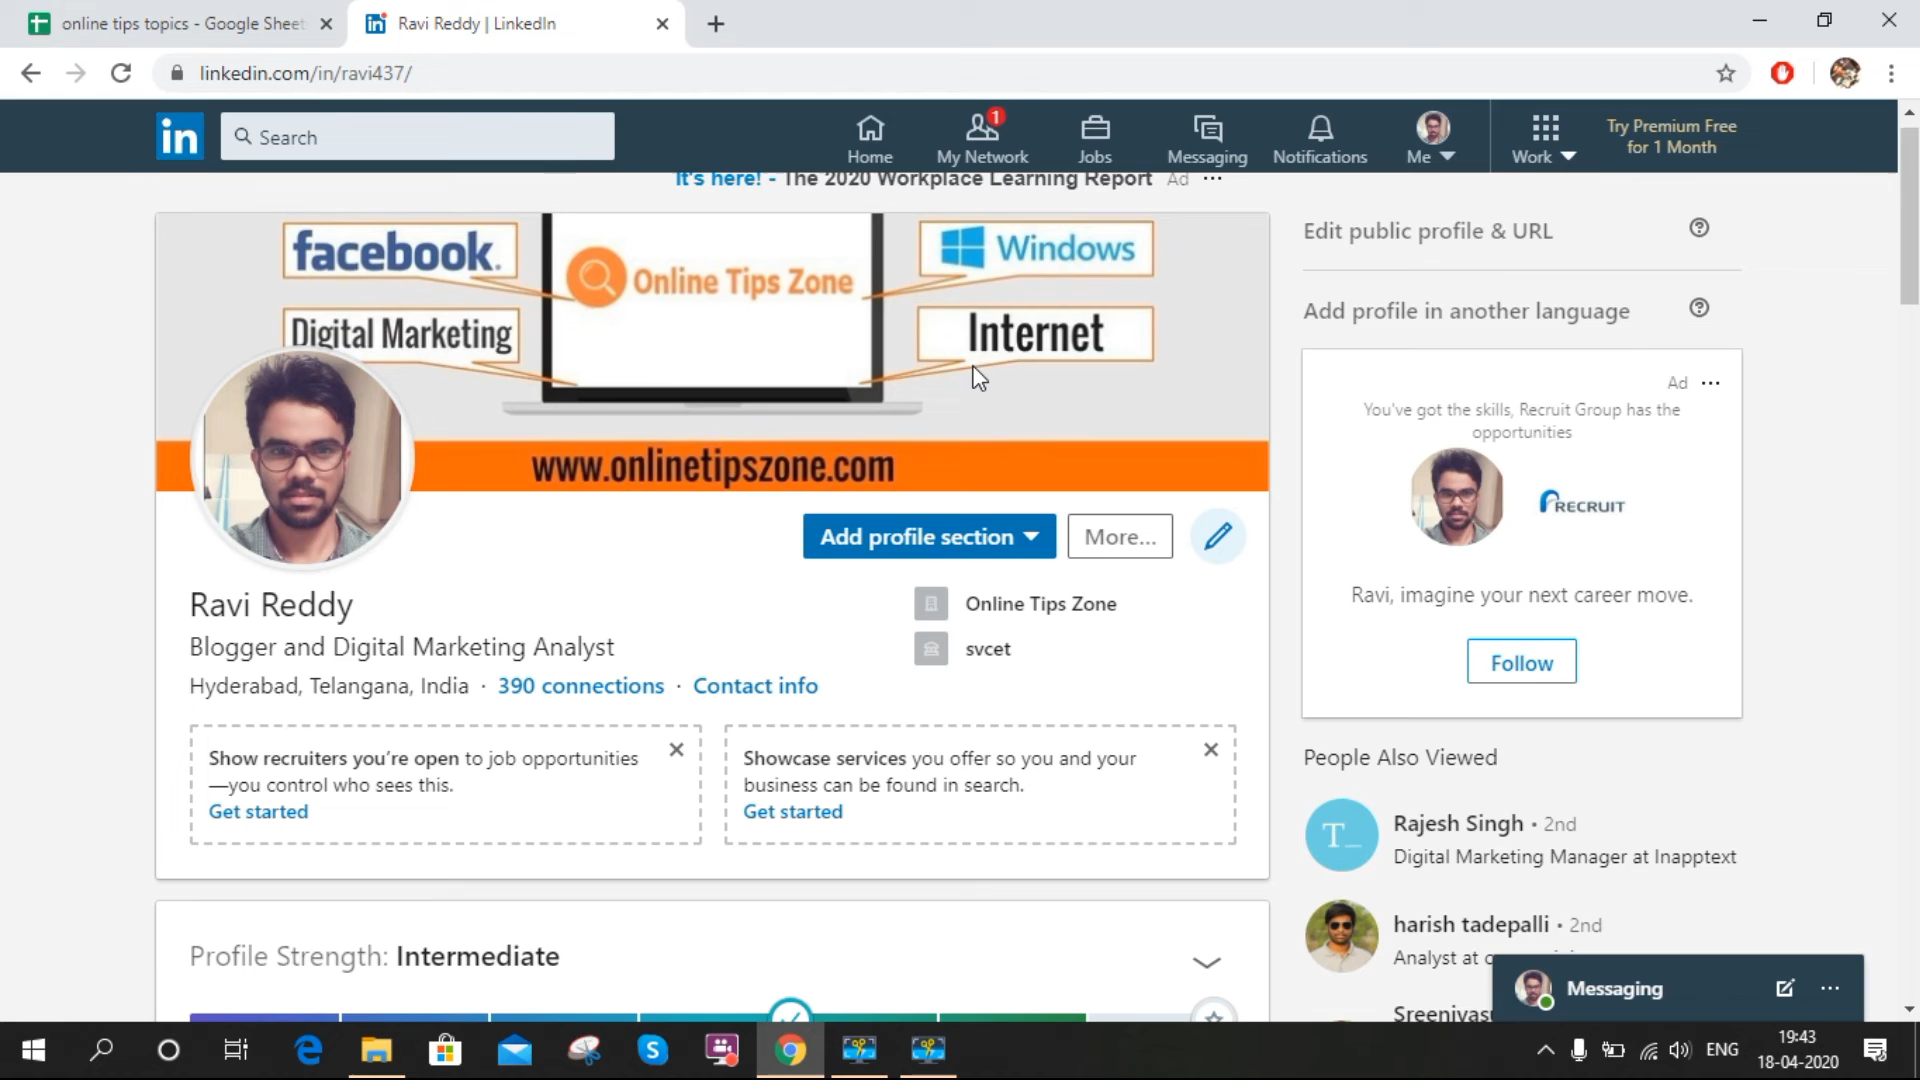 online tips topics - Google Sheet
Ravi Reddy | LinkedIn
linkedin.com/in/ravi437/
in
Search
Home
My Network
1
Jobs
Messaging
Notifications
Me
Work
Try Premium Free
for 1 Month
It's here! - The 2020 Workplace Learning Report Ad ...
facebook.
Digital Marketing
Online Tips Zone
Windows
Internet
www.onlinetipszone.com
Add profile section
More...
Ravi Reddy
Blogger and Digital Marketing Analyst
Hyderabad, Telangana, India · 390 connections · Contact info
Online Tips Zone
svcet
Show recruiters you’re open to job opportunities
—you control who sees this.
Get started
Showcase services you offer so you and your
business can be found in search.
Get started
Profile Strength: Intermediate
Edit public profile & URL
Add profile in another language
Ad ...
You've got the skills, Recruit Group has the
opportunities
RECRUIT
Ravi, imagine your next career move.
Follow
People Also Viewed
T_
Rajesh Singh • 2nd
Digital Marketing Manager at Inapptext
harish tadepalli • 2nd
Analyst at
Messaging
ENG
19:43
18-04-2020